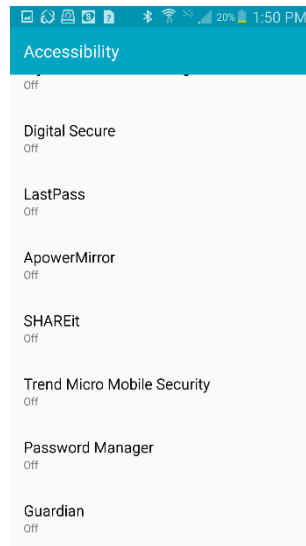 20% 1:50 PM
Accessibility
Off
Digital Secure
Off
LastPass
Off
ApowerMirror
Off
SHAREit
Off
Trend Micro Mobile Security
Off
Password Manager
Off
Guardian
Off